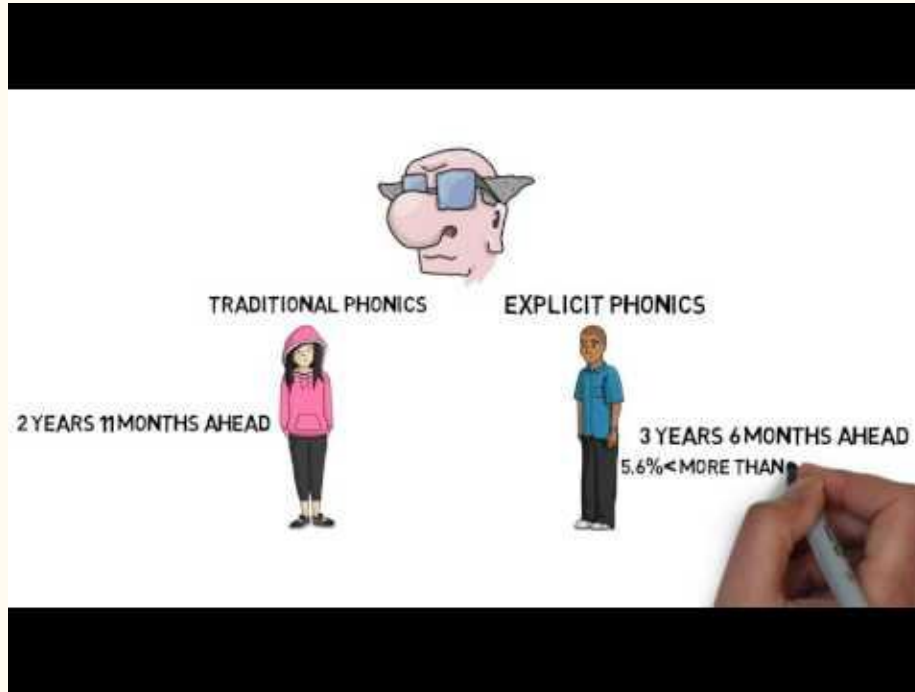 TRADITIONAL PHONICS
EXPLICIT PHONICS
2 YEARS 11 MONTHS AHEAD
3 YEARS 6 MONTHS AHEAD
5.6%< MORE THAN